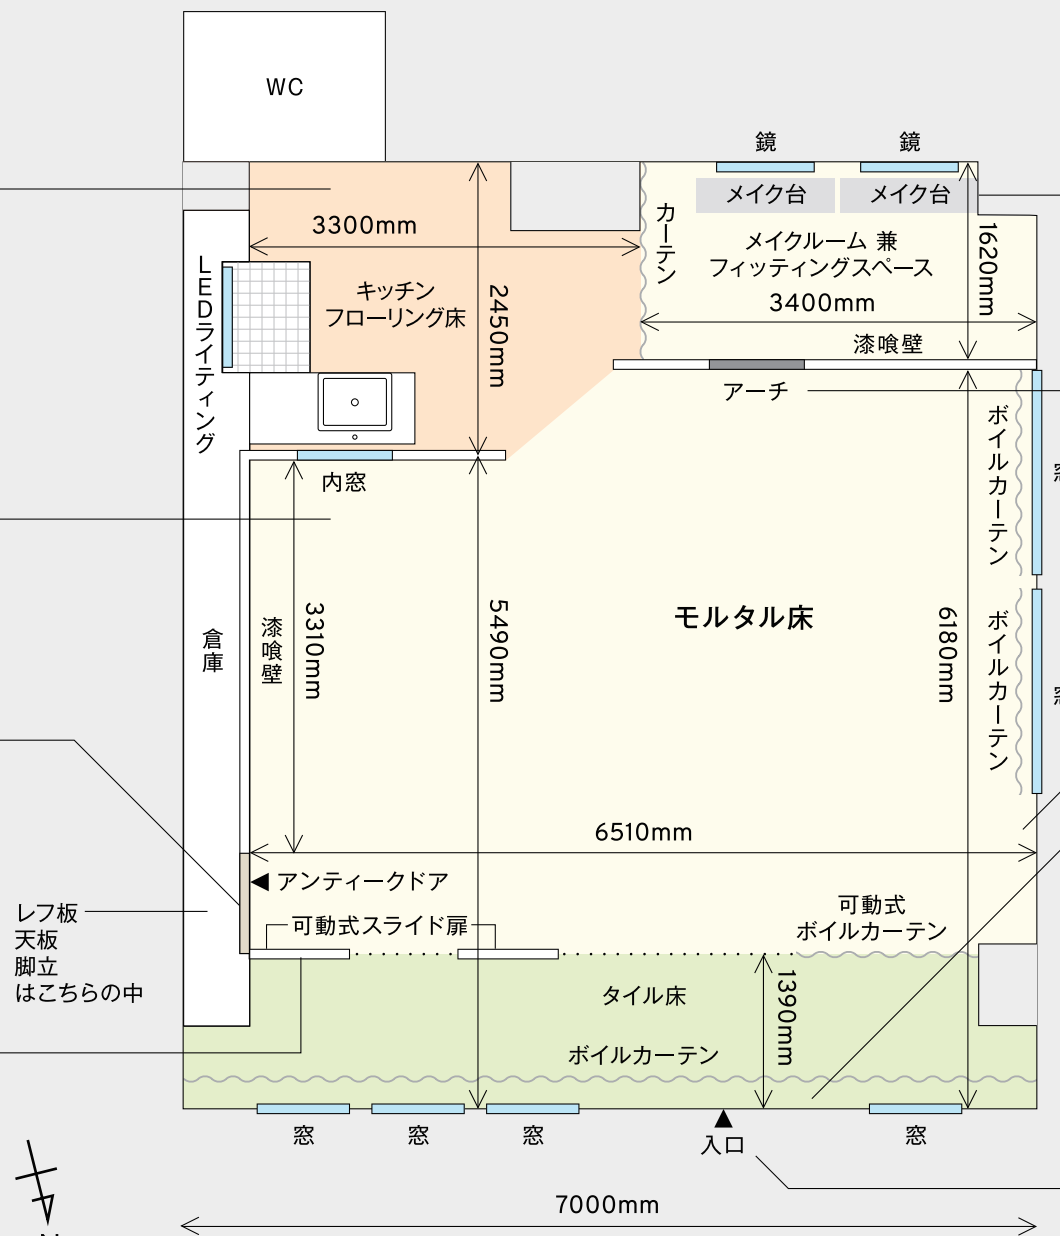 WC
鏡
鏡
メイク台
メイク台
カーテン
メイクルーム 兼
フィッティングスペース
3400mm
1620mm
3300mm
キッチン
フローリング床
2450mm
LEDライティング
漆喰壁
アーチ
内窓
ボイルカーテン
漆喰壁
3310mm
5490mm
モルタル床
6180mm
ボイルカーテン
倉庫
6510mm
アンティークドア
可動式スライド扉
可動式
ボイルカーテン
レフ板
天板
脚立
はこちらの中
タイル床
1390mm
ボイルカーテン
窓
窓
窓
窓
入口
7000mm